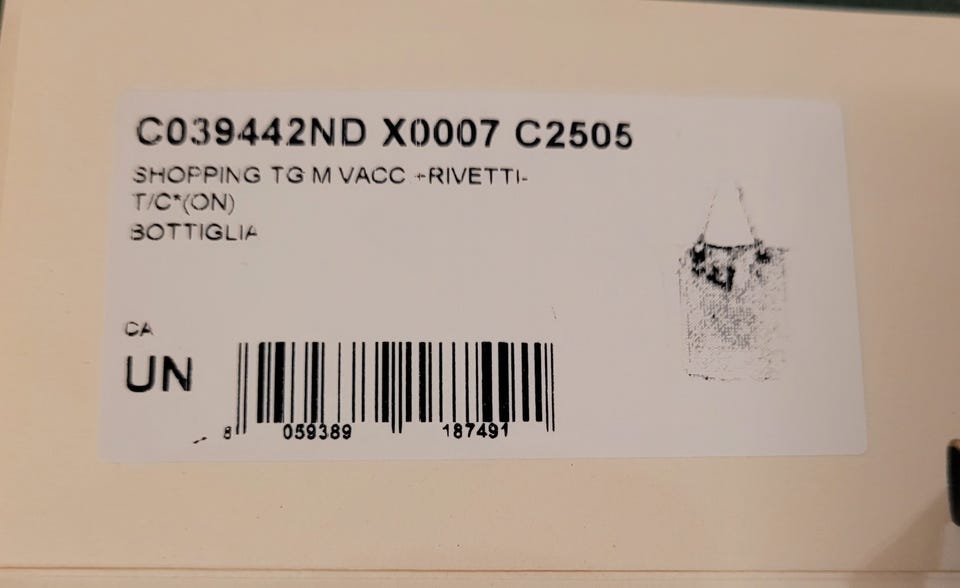 C039442ND X0007 C2505
SHOPPING TG M VACC +RIVETTI-
T/C*(ON)
BOTTIGLIA
CA
UN
8 059389 187491